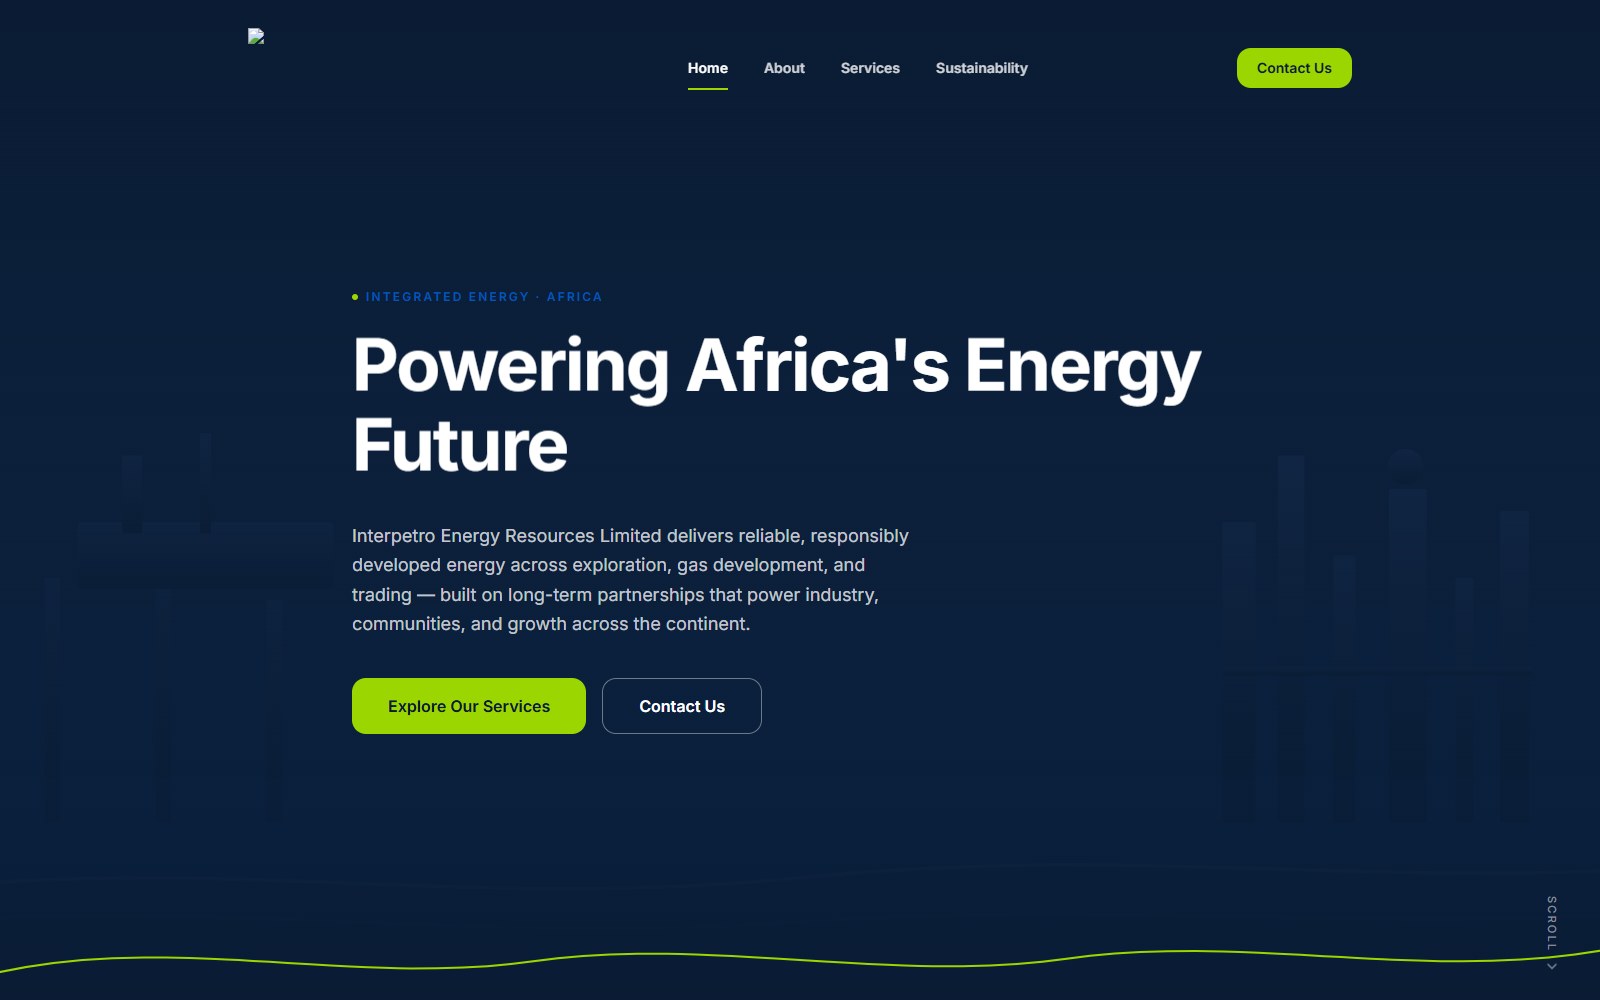 Home
About
Services
Sustainability
Contact Us
INTEGRATED ENERGY · AFRICA
Powering Africa's Energy
Future
Interpetro Energy Resources Limited delivers reliable, responsibly
developed energy across exploration, gas development, and
trading — built on long-term partnerships that power industry,
communities, and growth across the continent.
Explore Our Services
Contact Us
SCROLL